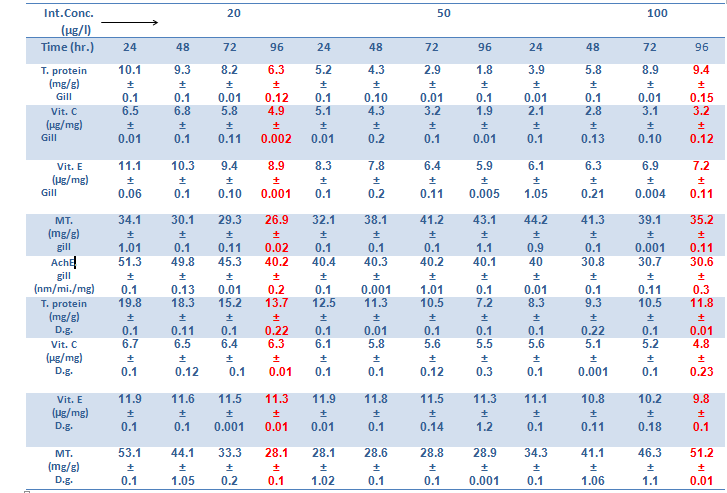 Int.Conc. 20 50 100
(µg/l)
Time (hr.) 24 48 72 96 24 48 72 96 24 48 72 96
T. protein 10.1 9.3 8.2 6.3 5.2 4.3 2.9 1.8 3.9 5.8 8.9 9.4
(mg/g) ± ± ± ± ± ± ± ± ± ± ± ±
Gill 0.1 0.1 0.01 0.12 0.1 0.10 0.01 0.1 0.01 0.1 0.01 0.15
Vit. C 6.5 6.8 5.8 4.9 5.1 4.3 3.2 1.9 2.1 2.8 3.1 3.2
(µg/mg) ± ± ± ± ± ± ± ± ± ± ± ±
Gill 0.01 0.1 0.11 0.002 0.01 0.2 0.1 0.01 0.1 0.13 0.10 0.12
Vit. E 11.1 10.3 9.4 8.9 8.3 7.8 6.4 5.9 6.1 6.3 6.9 7.2
(µg/mg) ± ± ± ± ± ± ± ± ± ± ± ±
Gill 0.06 0.1 0.10 0.001 0.1 0.2 0.11 0.005 1.05 0.21 0.004 0.11
MT. 34.1 30.1 29.3 26.9 32.1 38.1 41.2 43.1 44.2 41.3 39.1 35.2
(mg/g) ± ± ± ± ± ± ± ± ± ± ± ±
gill 1.01 0.1 0.11 0.02 0.1 0.1 0.1 1.1 0.9 0.1 0.001 0.11
AchE 51.3 49.8 45.3 40.2 40.4 40.3 40.2 40.1 40 30.8 30.7 30.6
gill ± ± ± ± ± ± ± ± ± ± ± ±
(nm/mi./mg) 0.1 0.13 0.01 0.2 0.1 0.001 1.01 0.1 0.01 0.1 0.11 0.3
T. protein 19.8 18.3 15.2 13.7 12.5 11.3 10.5 7.2 8.3 9.3 10.5 11.8
(mg/g) ± ± ± ± ± ± ± ± ± ± ± ±
D.g. 0.1 0.11 0.1 0.22 0.1 0.01 0.1 0.1 0.1 0.22 0.1 0.01
Vit. C 6.7 6.5 6.4 6.3 6.1 5.8 5.6 5.5 5.6 5.1 5.2 4.8
(µg/mg) ± ± ± ± ± ± ± ± ± ± ± ±
D.g. 0.1 0.12 0.1 0.01 0.1 0.1 0.12 0.3 0.1 0.001 0.1 0.23
Vit. E 11.9 11.6 11.5 11.3 11.9 11.8 11.5 11.3 11.1 10.8 10.2 9.8
(µg/mg) ± ± ± ± ± ± ± ± ± ± ± ±
D.g. 0.1 0.1 0.001 0.01 0.01 0.1 0.14 1.2 0.1 0.11 0.18 0.1
MT. 53.1 44.1 33.3 28.1 28.1 28.6 28.8 28.9 34.3 41.1 46.3 51.2
(mg/g) ± ± ± ± ± ± ± ± ± ± ± ±
D.g. 0.1 1.05 0.2 0.1 1.02 0.1 0.1 0.001 0.1 1.06 1.1 0.01